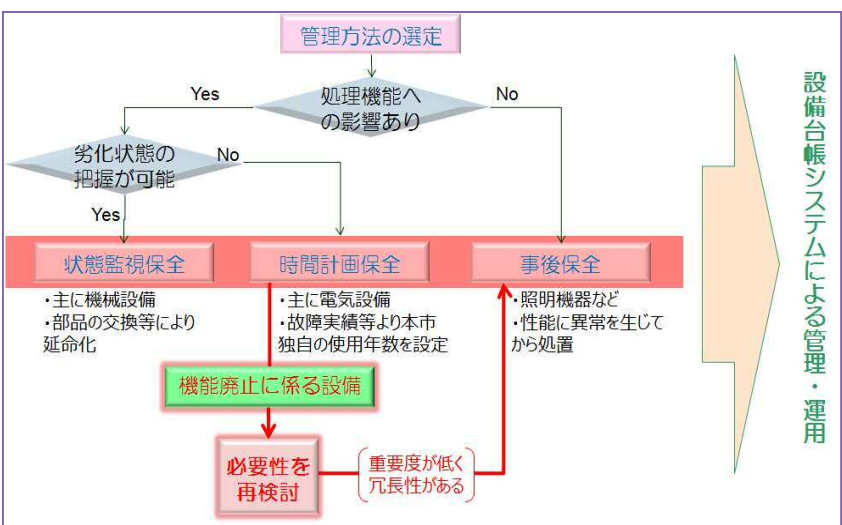 管理方法の選定
処理機能へ
の影響あり
Yes
No
劣化状態の
把握が可能
No
Yes
状態監視保全
時間計画保全
事後保全
・主に機械設備
・部品の交換等により
延命化
・主に電気設備
・故障実績等より本市
独自の使用年数を設定
・照明機器など
・性能に異常を生じて
から処置
機能廃止に係る設備
必要性を
再検討
重要度が低く
冗長性がある
設備台帳システムによる管理・運用